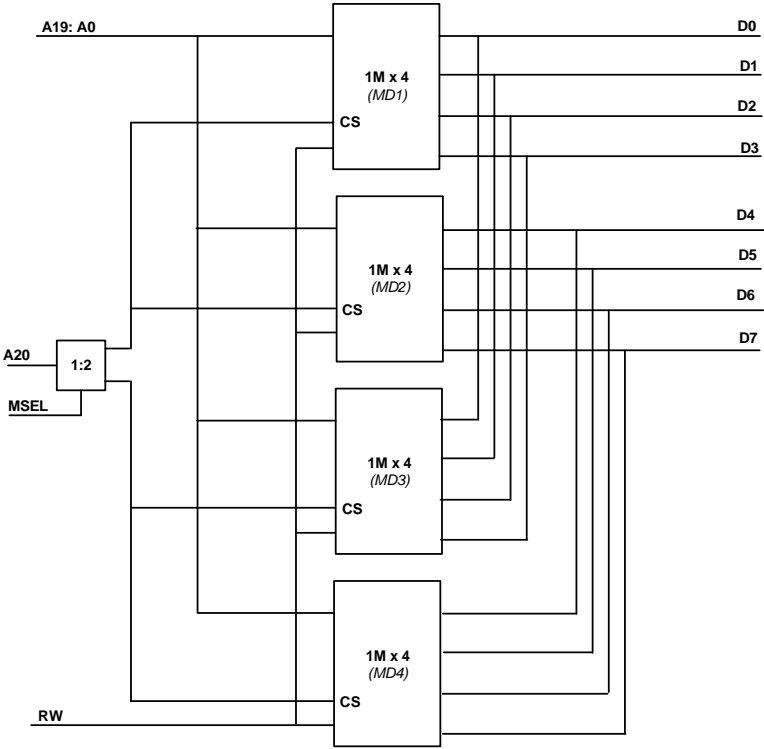 A19: A0
D0
D1
1M x 4
(MD1)
D2
CS
D3
D4
D5
1M x 4
(MD2)
D6
CS
D7
A20
1:2
MSEL
1M x 4
(MD3)
CS
1M x 4
(MD4)
CS
RW